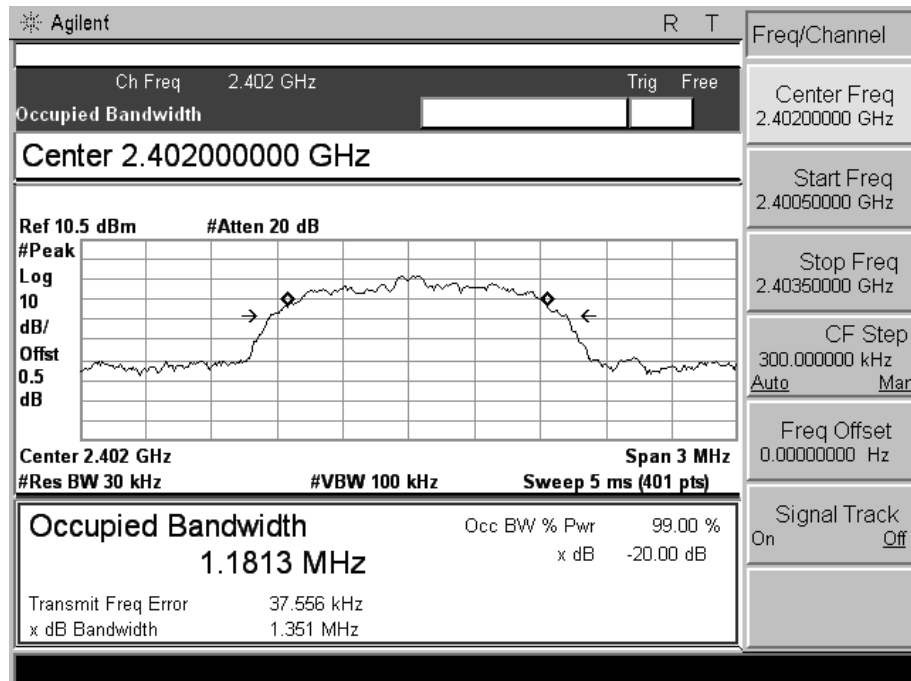 Agilent R T
Ch Freq 2.402 GHz Trig Free
Occupied Bandwidth
Center 2.402000000 GHz
Ref 10.5 dBm #Atten 20 dB
#Peak
Log
10
dB/
Offst
0.5
dB
Center 2.402 GHz Span 3 MHz
#Res BW 30 kHz #VBW 100 kHz Sweep 5 ms (401 pts)
Occupied Bandwidth Occ BW % Pwr 99.00 %
1.1813 MHz x dB -20.00 dB
Transmit Freq Error 37.556 kHz
x dB Bandwidth 1.351 MHz
Freq/Channel
Center Freq
2.40200000 GHz
Start Freq
2.40050000 GHz
Stop Freq
2.40350000 GHz
CF Step
300.000000 kHz
Auto Man
Freq Offset
0.00000000 Hz
Signal Track
On Off